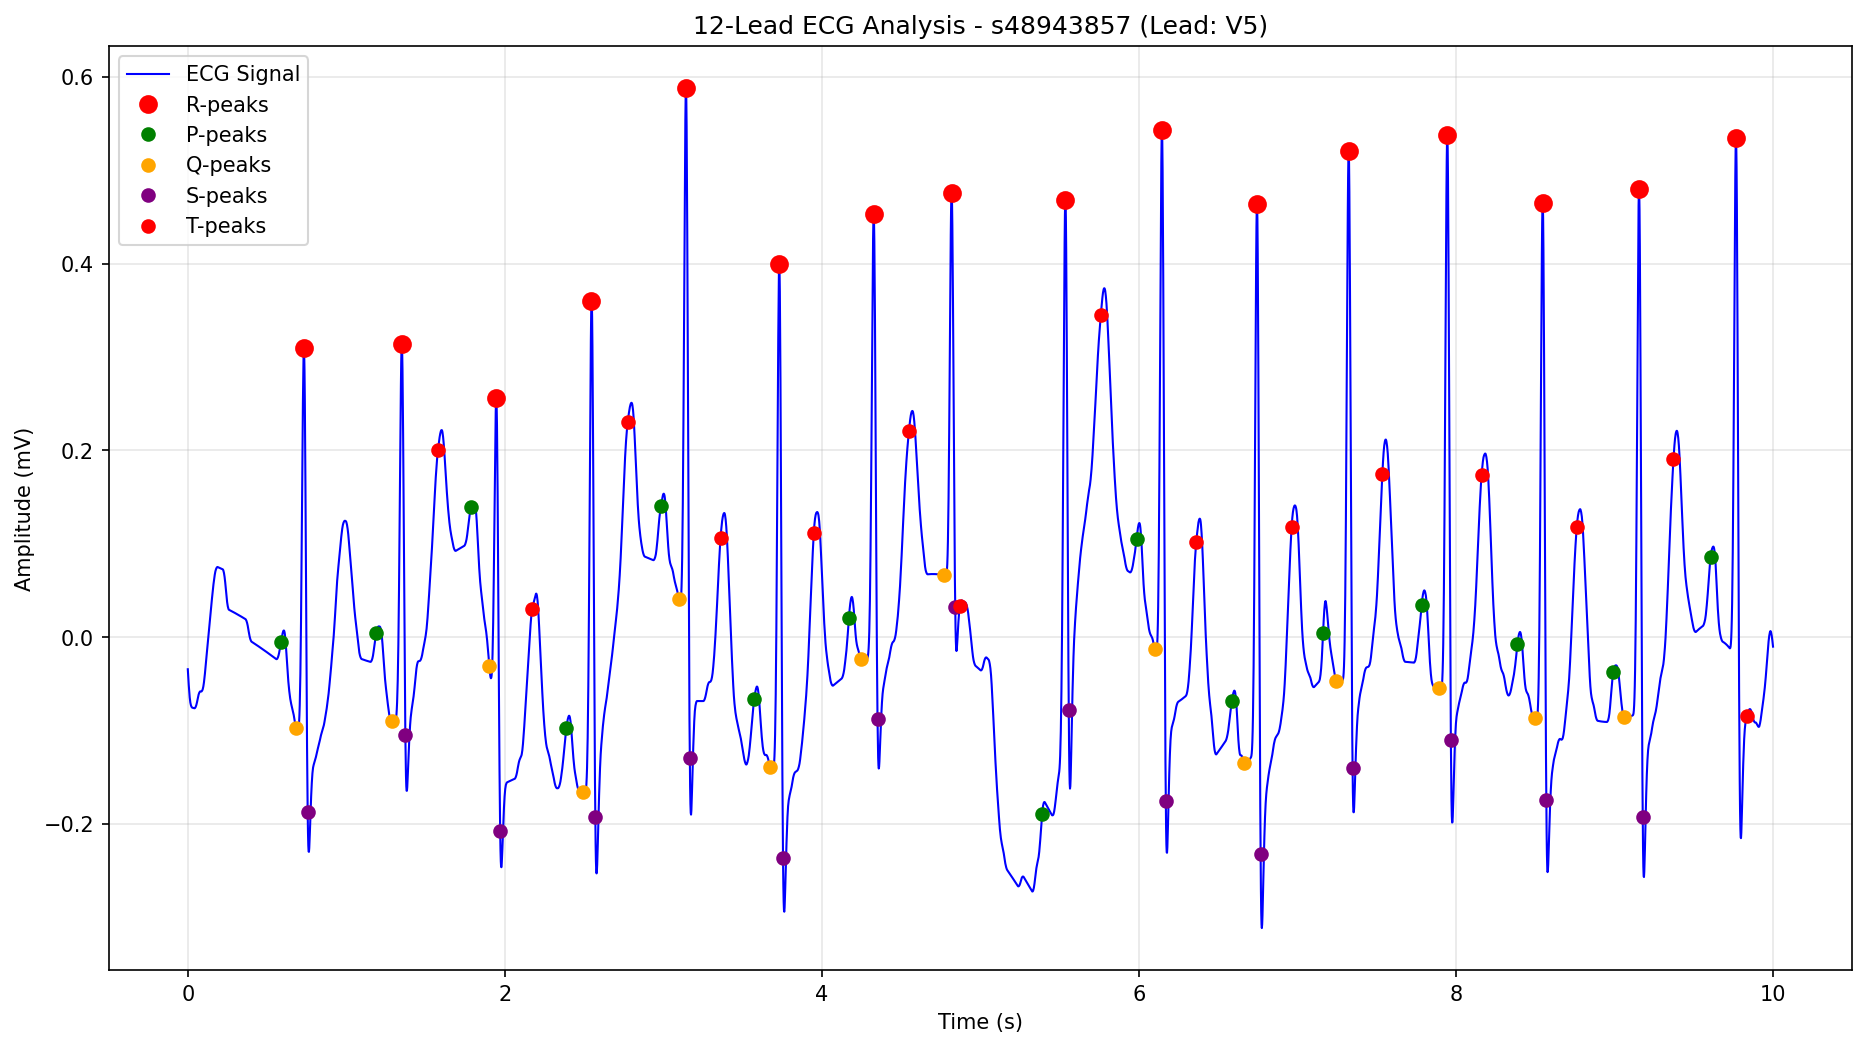 12-Lead ECG Analysis - s48943857 (Lead: V5)
ECG Signal
R-peaks
P-peaks
Q-peaks
S-peaks
T-peaks
Amplitude (mV)
0.6
0.4
0.2
0.0
−0.2
0 2 4 6 8 10
Time (s)